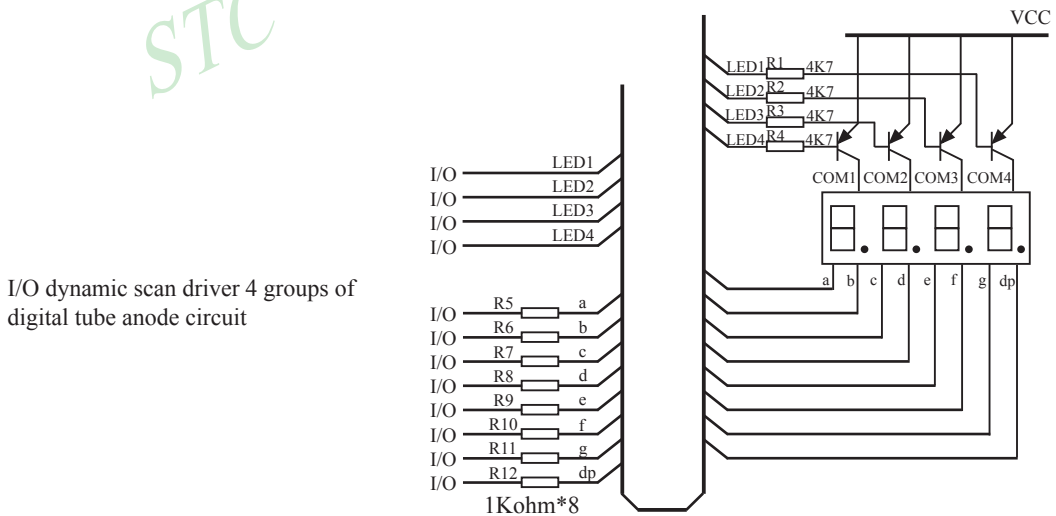 STC
VCC
LED1 R1 4K7
LED2 R2 4K7
LED3 R3 4K7
LED4 R4 4K7
COM1 COM2 COM3 COM4
a b c d e f g dp
I/O LED1
I/O LED2
I/O LED3
I/O LED4
I/O dynamic scan driver 4 groups of
digital tube anode circuit
I/O R5 a
I/O R6 b
I/O R7 c
I/O R8 d
I/O R9 e
I/O R10 f
I/O R11 g
I/O R12 dp
1Kohm*8